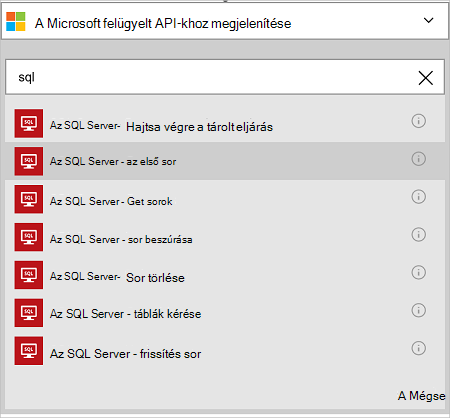 A Microsoft felügyelt API-khoz megjelenítése
sql
SQL Az SQL Server- Hajtsa végre a tárolt eljárás
SQL Az SQL Server - az első sor
SQL Az SQL Server - Get sorok
SQL Az SQL Server - sor beszúrása
SQL Az SQL Server- Sor törlése
SQL Az SQL Server - táblák kérése
SQL Az SQL Server - frissítés sor
A Mégse